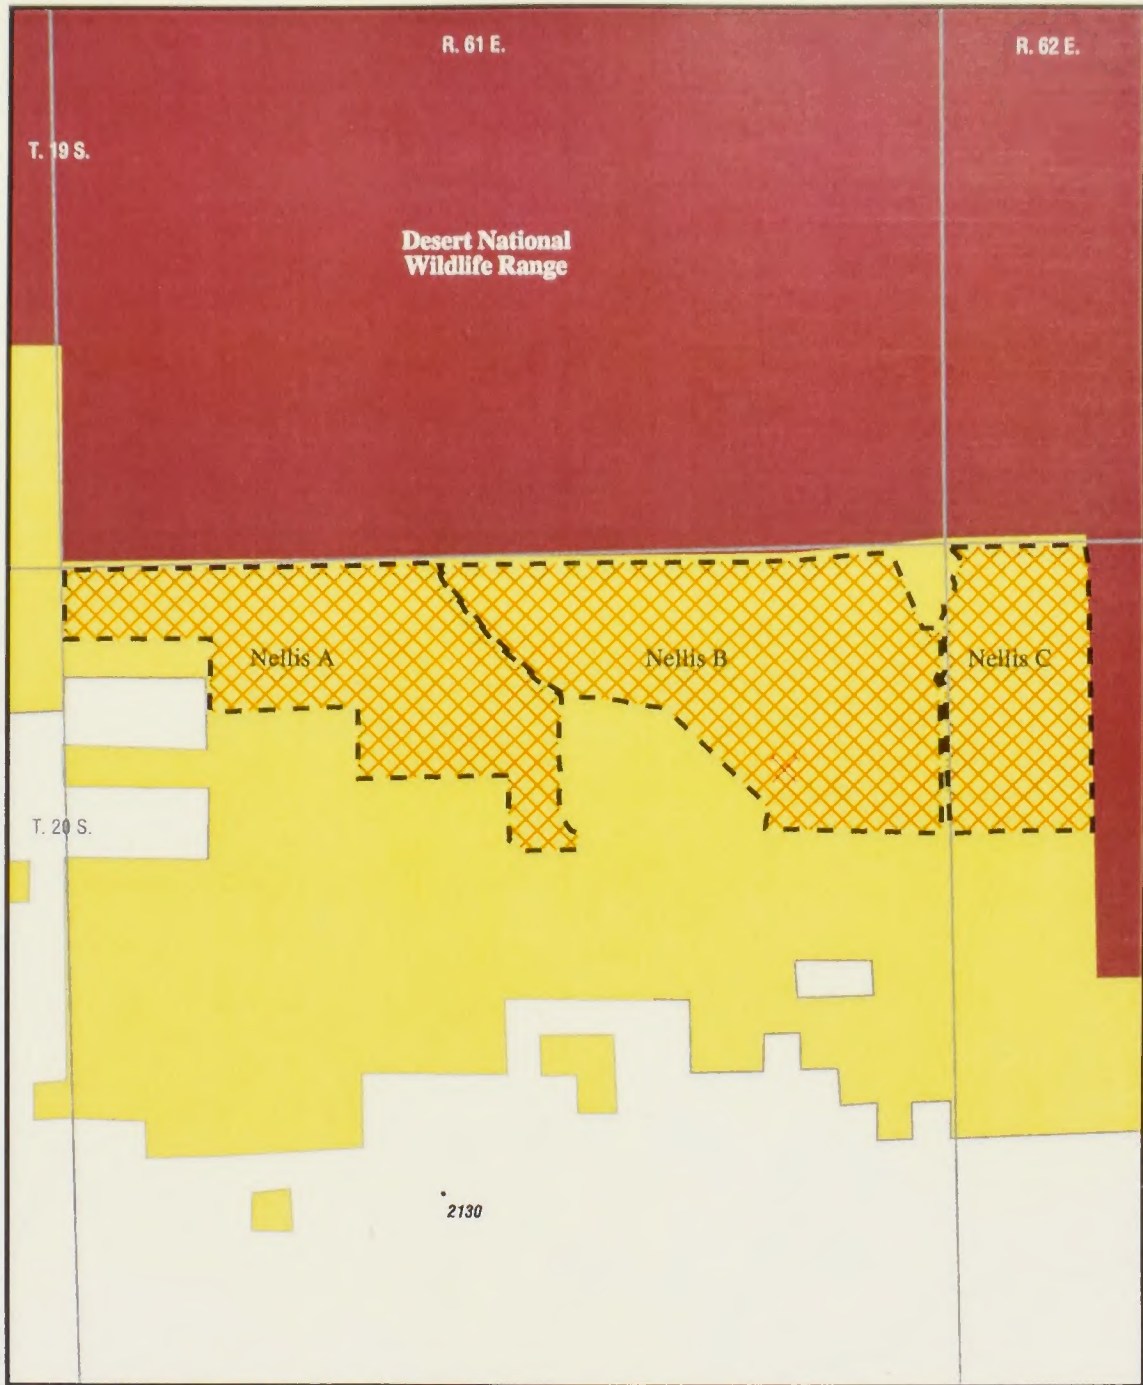 R. 61 E.
R. 62 E.
T. 19 S.
Desert National
Wildlife Range
Nellis A
Nellis B
Nellis C
T. 20 S.
2130